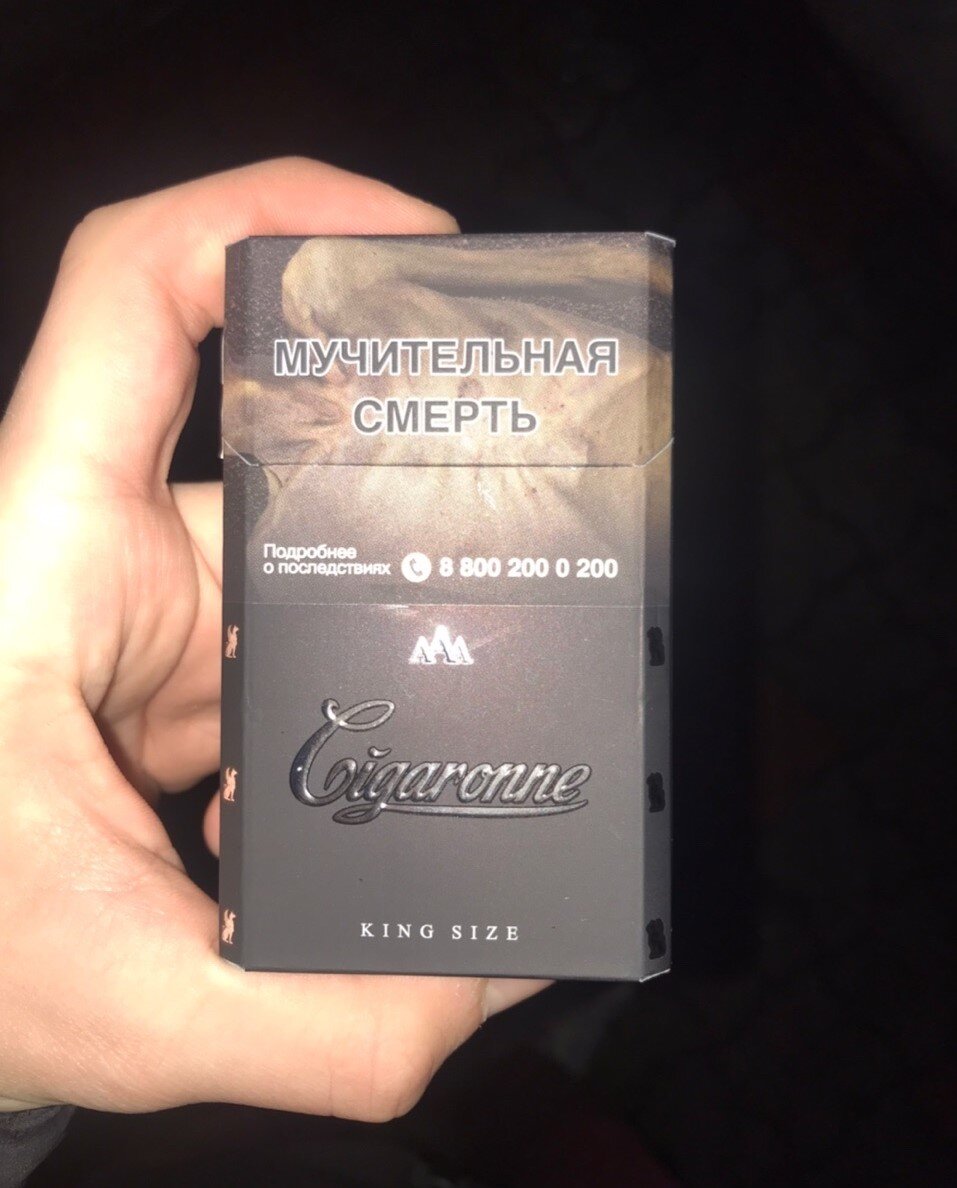 МУЧИТЕЛЬНАЯ
СМЕРТЬ
Подробнее
о последствиях 8 800 200 0 200
Cigaronne
KING SIZE